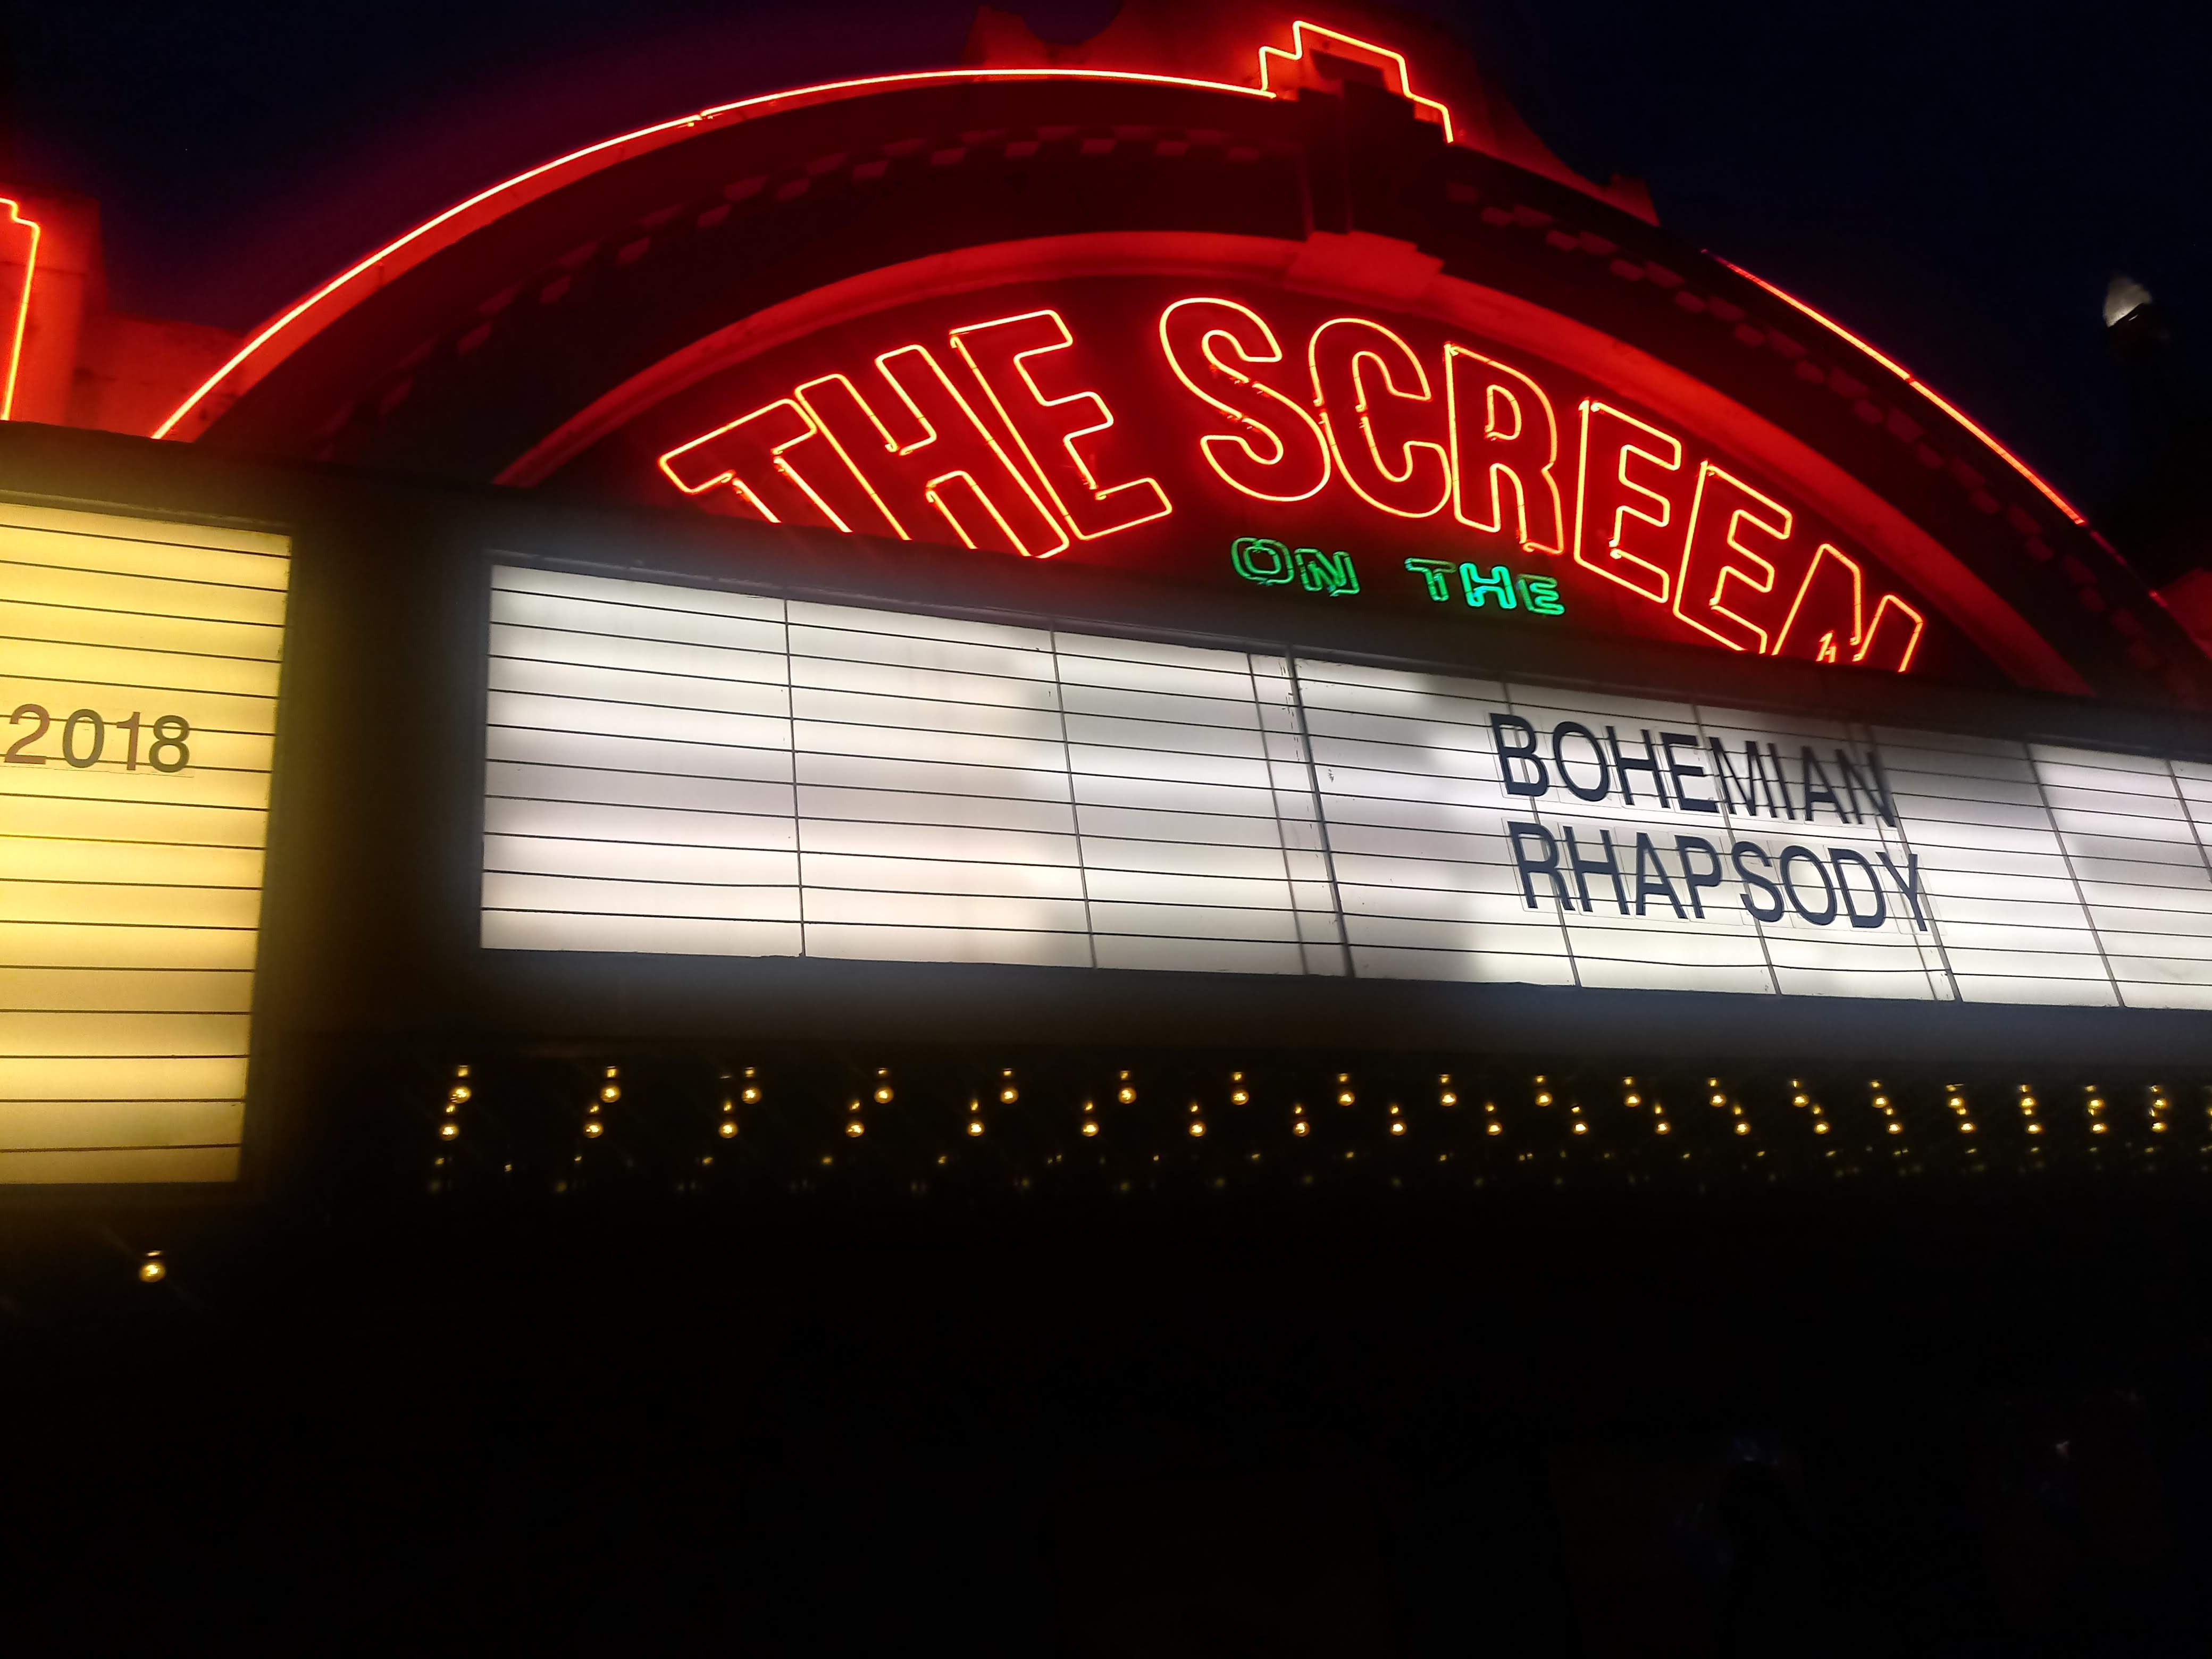 THE SCREEN
ON THE
2018
BOHEMIAN
RHAPSODY